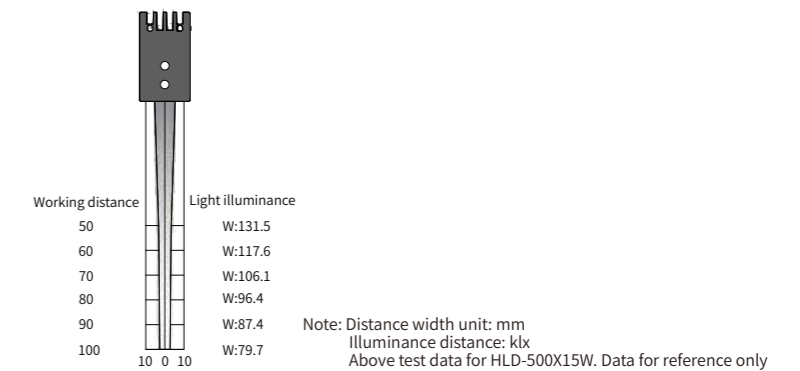 Working distance Light illuminance
50 W:131.5
60 W:117.6
70 W:106.1
80 W:96.4
90 W:87.4
100 W:79.7
10 0 10
Note: Distance width unit: mm
Illuminance distance: klx
Above test data for HLD-500X15W. Data for reference only